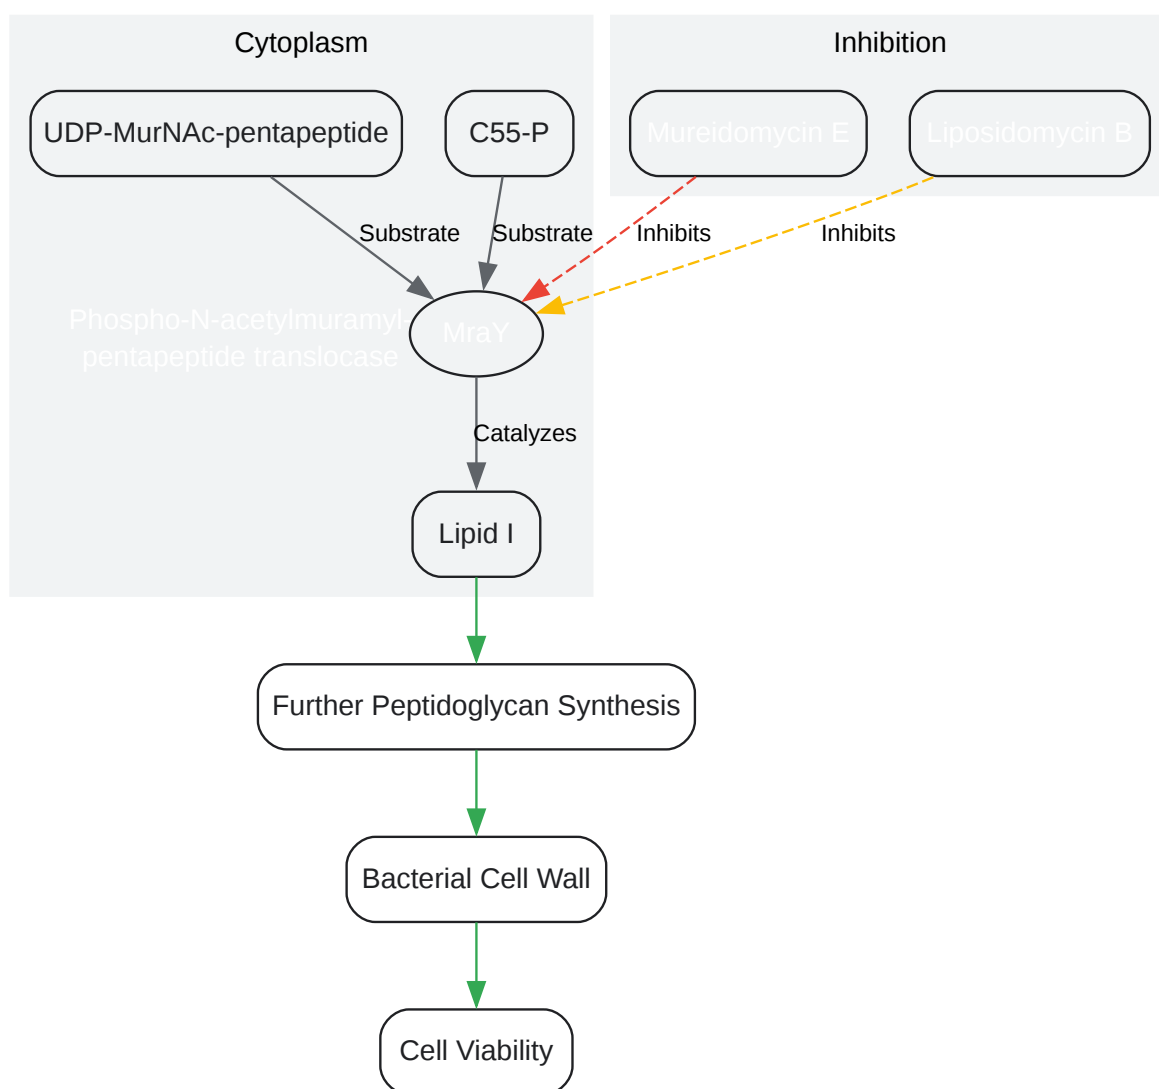 Cytoplasm
Inhibition
UDP-MurNAc-pentapeptide
C55-P
Mureidomycin E
Liposidomycin B
Substrate
Substrate
Inhibits
Inhibits
Phospho-N-acetylmuramyl-
pentapeptide translocase
MraY
Catalyzes
Lipid I
Further Peptidoglycan Synthesis
Bacterial Cell Wall
Cell Viability